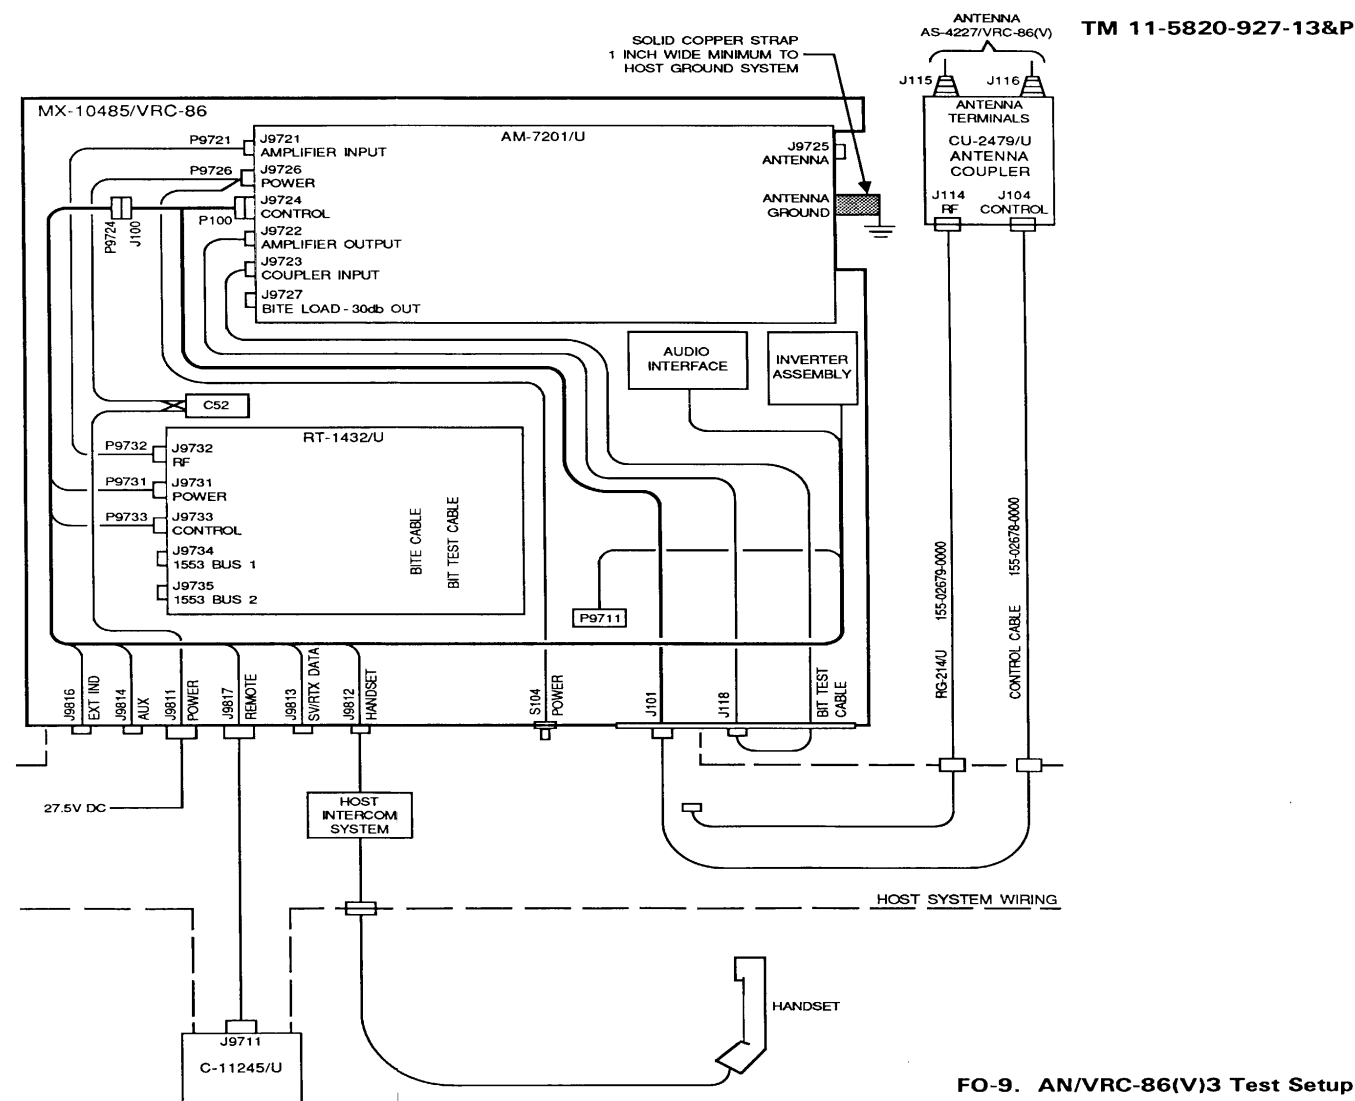 ANTENNA
AS-4227/VRC-86(V)
TM 11-5820-927-13&P
SOLID COPPER STRAP
1 INCH WIDE MINIMUM TO
HOST GROUND SYSTEM
J115
J116
ANTENNA
TERMINALS
CU-2479/U
ANTENNA
COUPLER
J114
RF
J104
CONTROL
MX-10485/VRC-86
AM-7201/U
P9721
J9721
AMPLIFIER INPUT
P9726
J9726
POWER
J9724
CONTROL
P100
P9724
J100
J9722
AMPLIFIER OUTPUT
J9723
COUPLER INPUT
J9727
BITE LOAD - 30db OUT
J9725
ANTENNA
ANTENNA
GROUND
AUDIO
INTERFACE
INVERTER
ASSEMBLY
C52
RT-1432/U
P9732
J9732
RF
P9731
J9731
POWER
P9733
J9733
CONTROL
J9734
1553 BUS 1
J9735
1553 BUS 2
BITE CABLE
BIT TEST CABLE
P9711
RG-214/U 155-02679-0000
CONTROL CABLE 155-02678-0000
J9816
EXT IND
J9814
AUX
J9811
POWER
J9817
REMOTE
J9813
SV/RTX DATA
J9812
HANDSET
S104
POWER
J101
J118
BIT TEST
CABLE
27.5V DC
HOST
INTERCOM
SYSTEM
HOST SYSTEM WIRING
HANDSET
J9711
C-11245/U
FO-9. AN/VRC-86(V)3 Test Setup